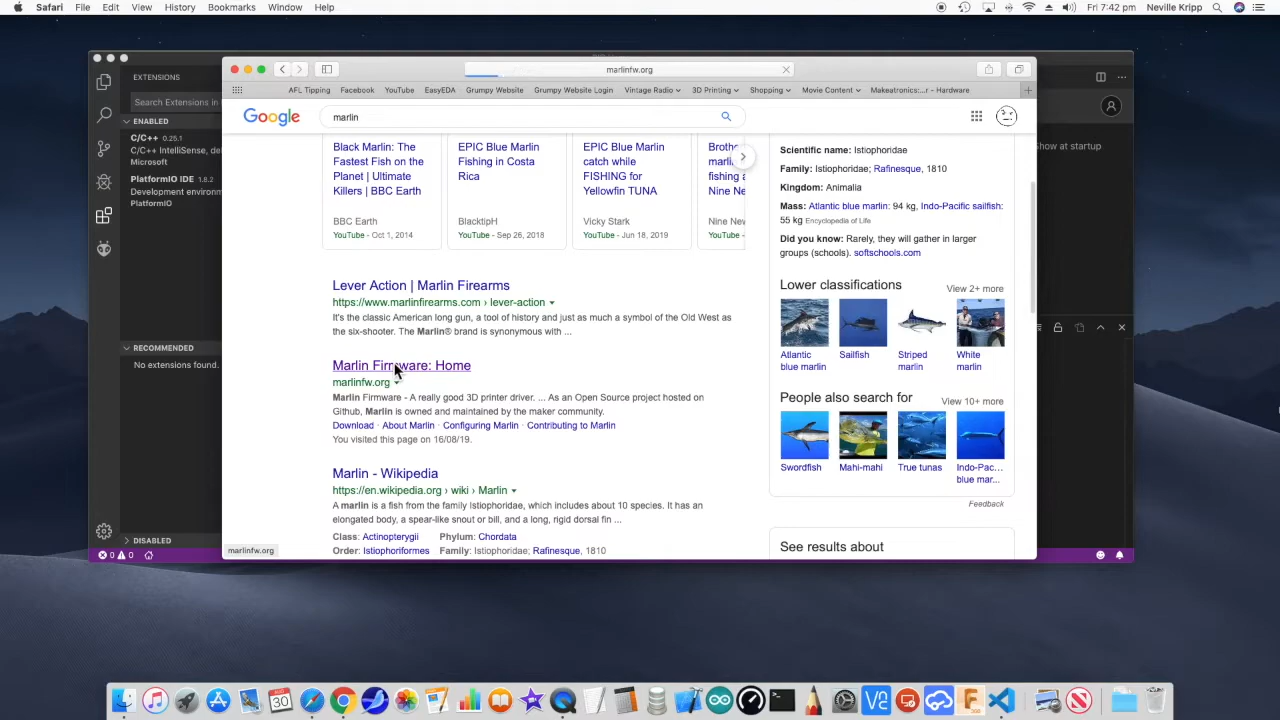 Safari File Edit View History Bookmarks Window Help
Fri 7:42 pm Neville Kripp
marlinfw.org
AFL Tipping Facebook YouTube EasyEDA Grumpy Website Grumpy Website Login Vintage Radio 3D Printing Shopping Movie Content Makeatronics:...r - Hardware
EXTENSIONS
Search Extensions in
ENABLED
C/C++ 0.25.1
C/C++ IntelliSense, de
Microsoft
PlatformIO IDE 1.8.2
Development environm
PlatformIO
RECOMMENDED
No extensions found.
DISABLED
0 0
Show at startup
Google
marlin
Black Marlin: The
Fastest Fish on the
Planet | Ultimate
Killers | BBC Earth
BBC Earth
YouTube - Oct 1, 2014
EPIC Blue Marlin
Fishing in Costa
Rica
BlacktipH
YouTube - Sep 26, 2018
EPIC Blue Marlin
catch while
FISHING for
Yellowfin TUNA
Vicky Stark
YouTube - Jun 18, 2019
Brothe
marlin
fishing a
Nine Ne
Nine New
YouTube -
Lever Action | Marlin Firearms
https://www.marlinfirearms.com › lever-action
It's the classic American long gun, a tool of history and just as much a symbol of the Old West as
the six-shooter. The Marlin® brand is synonymous with ...
Marlin Firmware: Home
marlinfw.org
Marlin Firmware - A really good 3D printer driver. ... As an Open Source project hosted on
Github, Marlin is owned and maintained by the maker community.
Download · About Marlin · Configuring Marlin · Contributing to Marlin
You visited this page on 16/08/19.
Marlin - Wikipedia
https://en.wikipedia.org › wiki › Marlin
A marlin is a fish from the family Istiophoridae, which includes about 10 species. It has an
elongated body, a spear-like snout or bill, and a long, rigid dorsal fin ...
Class: Actinopterygii Phylum: Chordata
Order: Istiophoriformes Family: Istiophoridae; Rafinesque, 1810
marlinfw.org
Scientific name: Istiophoridae
Family: Istiophoridae; Rafinesque, 1810
Kingdom: Animalia
Mass: Atlantic blue marlin: 94 kg, Indo-Pacific sailfish:
55 kg Encyclopedia of Life
Did you know: Rarely, they will gather in larger
groups (schools). softschools.com
Lower classifications View 2+ more
Atlantic
blue marlin
Sailfish
Striped
marlin
White
marlin
People also search for View 10+ more
Swordfish
Mahi-mahi
True tunas
Indo-Pac...
blue mar...
Feedback
See results about